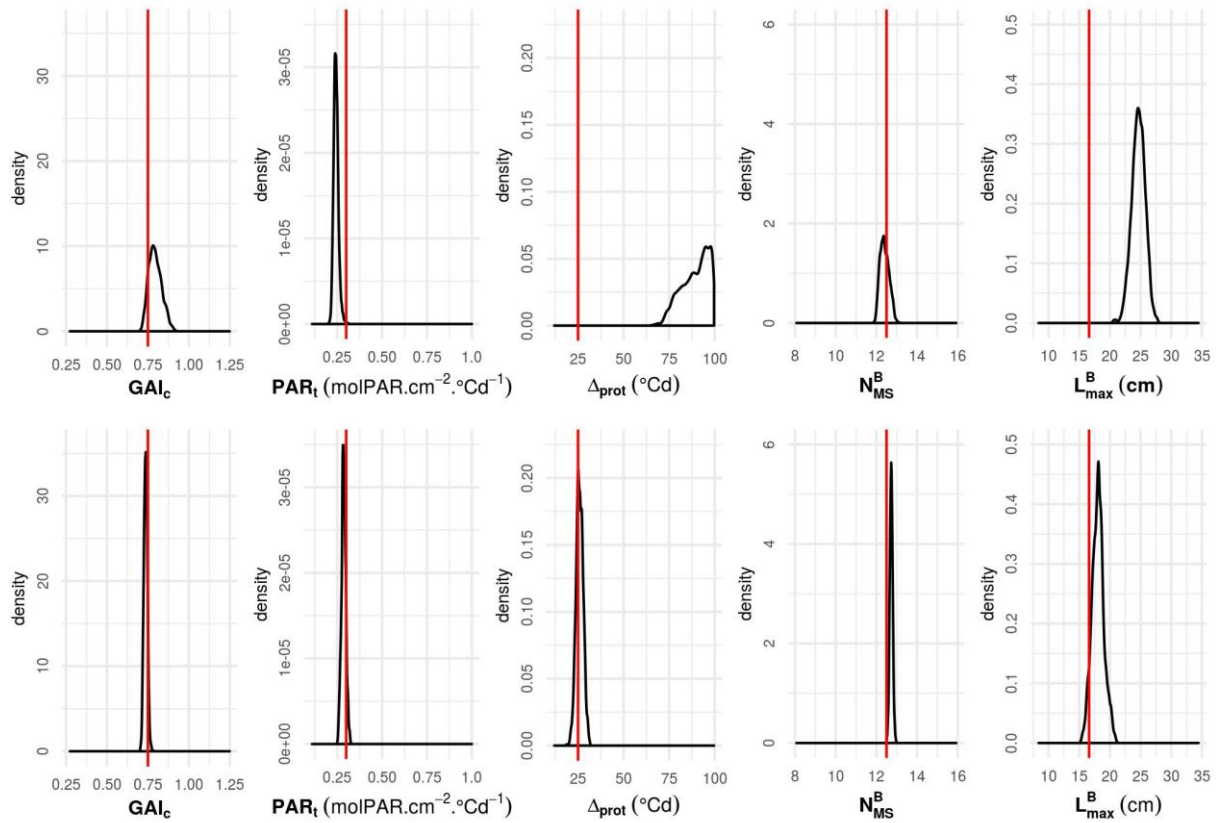 density
30
20
10
0
0.25 0.50 0.75 1.00 1.25
GAIc
density
3e-05
2e-05
1e-05
0e+00
0.25 0.50 0.75 1.0
PARt (molPAR.cm−2.°Cd−1)
density
0.20
0.15
0.10
0.05
0.00
25 50 75 100
Δprot (°Cd)
density
6
4
2
0
8 10 12 14 16
N B MS
density
0.5
0.4
0.3
0.2
0.1
0.0
10 15 20 25 30 35
L B max (cm)
density
30
20
10
0
0.25 0.50 0.75 1.00 1.25
GAIc
density
3e-05
2e-05
1e-05
0e+00
0.25 0.50 0.75 1.0
PARt (molPAR.cm−2.°Cd−1)
density
0.20
0.15
0.10
0.05
0.00
25 50 75 100
Δprot (°Cd)
density
6
4
2
0
8 10 12 14 16
N B MS
density
0.5
0.4
0.3
0.2
0.1
0.0
10 15 20 25 30 35
L B max (cm)